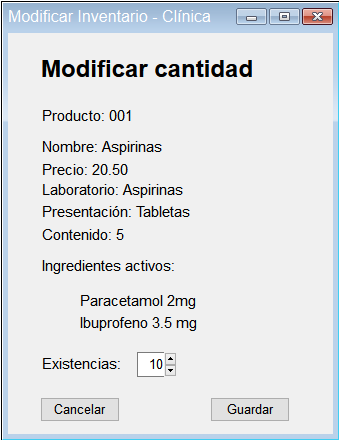 Modificar Inventario - Clínica
Modificar cantidad
Producto: 001
Nombre: Aspirinas
Precio: 20.50
Laboratorio: Aspirinas
Presentación: Tabletas
Contenido: 5
Ingredientes activos:
Paracetamol 2mg
Ibuprofeno 3.5 mg
Existencias: 10
Cancelar Guardar